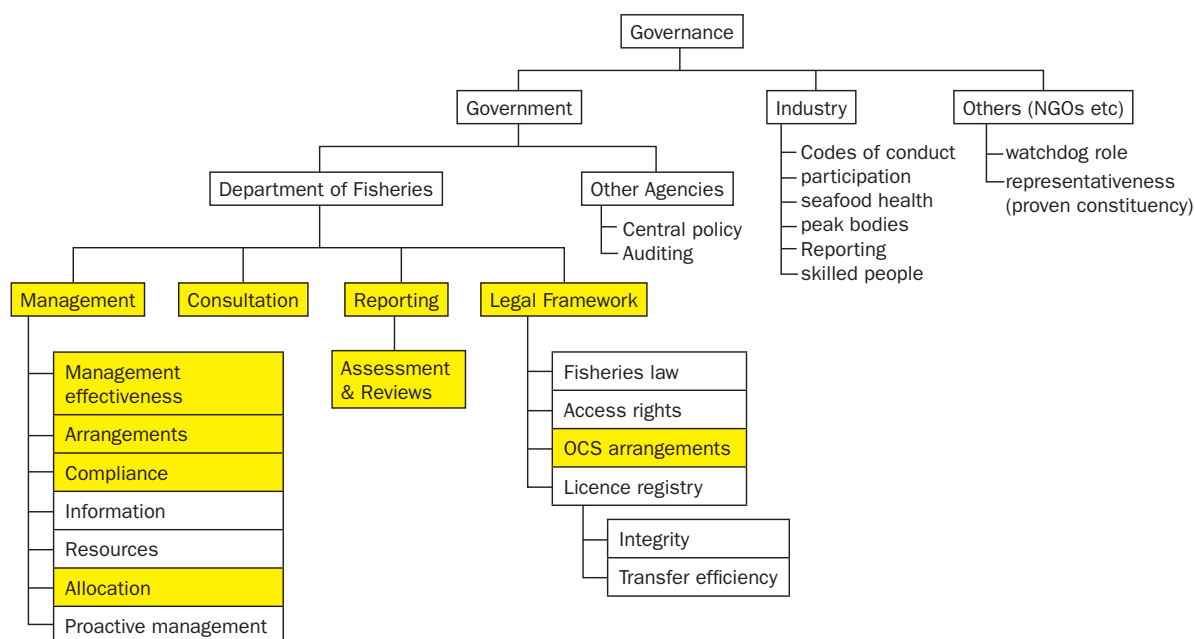 Governance
Government
Industry
Others (NGOs etc)
Codes of conduct
participation
seafood health
peak bodies
Reporting
skilled people
watchdog role
representativeness
(proven constituency)
Department of Fisheries
Other Agencies
Central policy
Auditing
Management
Consultation
Reporting
Legal Framework
Management
effectiveness
Arrangements
Compliance
Information
Resources
Allocation
Proactive management
Assessment
& Reviews
Fisheries law
Access rights
OCS arrangements
Licence registry
Integrity
Transfer efficiency